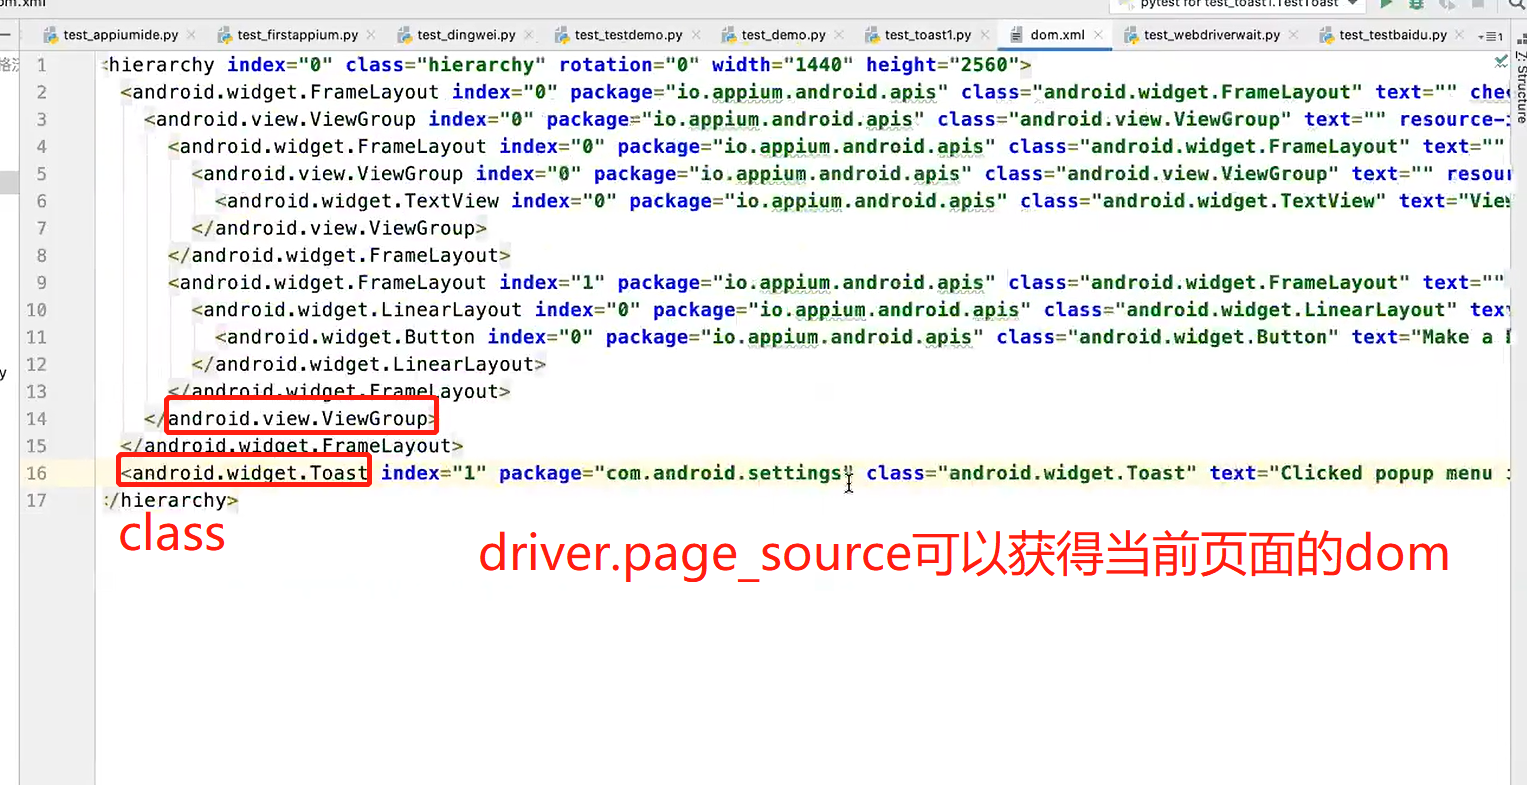 om.xml
pytest for test_toast1.TestToast
test_appiumide.py test_firstappium.py test_dingwei.py test_testdemo.py test_demo.py test_toast1.py dom.xml test_webdriverwait.py test_testbaidu.py 1
Z: Structure
1 <hierarchy index="0" class="hierarchy" rotation="0" width="1440" height="2560">
2 <android.widget.FrameLayout index="0" package="io.appium.android.apis" class="android.widget.FrameLayout" text="" che
3 <android.view.ViewGroup index="0" package="io.appium.android.apis" class="android.view.ViewGroup" text="" resource-i
4 <android.widget.FrameLayout index="0" package="io.appium.android.apis" class="android.widget.FrameLayout" text=""
5 <android.view.ViewGroup index="0" package="io.appium.android.apis" class="android.view.ViewGroup" text="" resour
6 <android.widget.TextView index="0" package="io.appium.android.apis" class="android.widget.TextView" text="View
7 </android.view.ViewGroup>
8 </android.widget.FrameLayout>
9 <android.widget.FrameLayout index="1" package="io.appium.android.apis" class="android.widget.FrameLayout" text=""
10 <android.widget.LinearLayout index="0" package="io.appium.android.apis" class="android.widget.LinearLayout" tex
11 <android.widget.Button index="0" package="io.appium.android.apis" class="android.widget.Button" text="Make a
12 </android.widget.LinearLayout>
13 </android.widget.FrameLayout>
14 </android.view.ViewGroup>
15 </android.widget.FrameLayout>
16 <android.widget.Toast index="1" package="com.android.settings" class="android.widget.Toast" text="Clicked popup menu
17 </hierarchy>
class
driver.page_source可以获得当前页面的dom